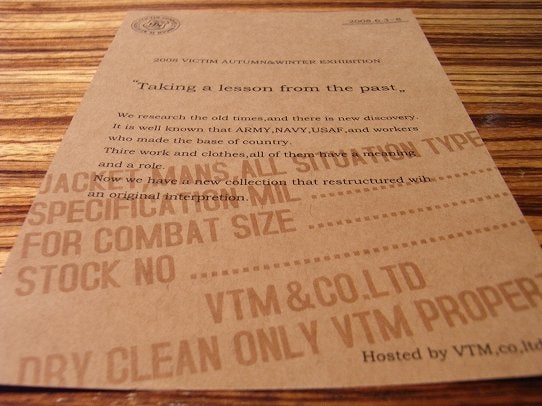 2008.6.3-6
2008 VICTIM AUTUMN&WINTER EXHIBITION
"Taking a lesson from the past„
We research the old times,and there is new discovery.
It is well known that ARMY,NAVY,USAF,and workers
who made the base of country.
Thire work and clothes,all of them have a meaning
and a role.
Now we have a new collection that restructured wih
an original interpretion.
JACKET,MANS,ALL SITUATION TYPE
SPECIFICATION MIL ....................
FOR COMBAT SIZE ....................
STOCK NO ....................
VTM&CO.LTD
DRY CLEAN ONLY VTM PROPER
Hosted by VTM,co,ltd